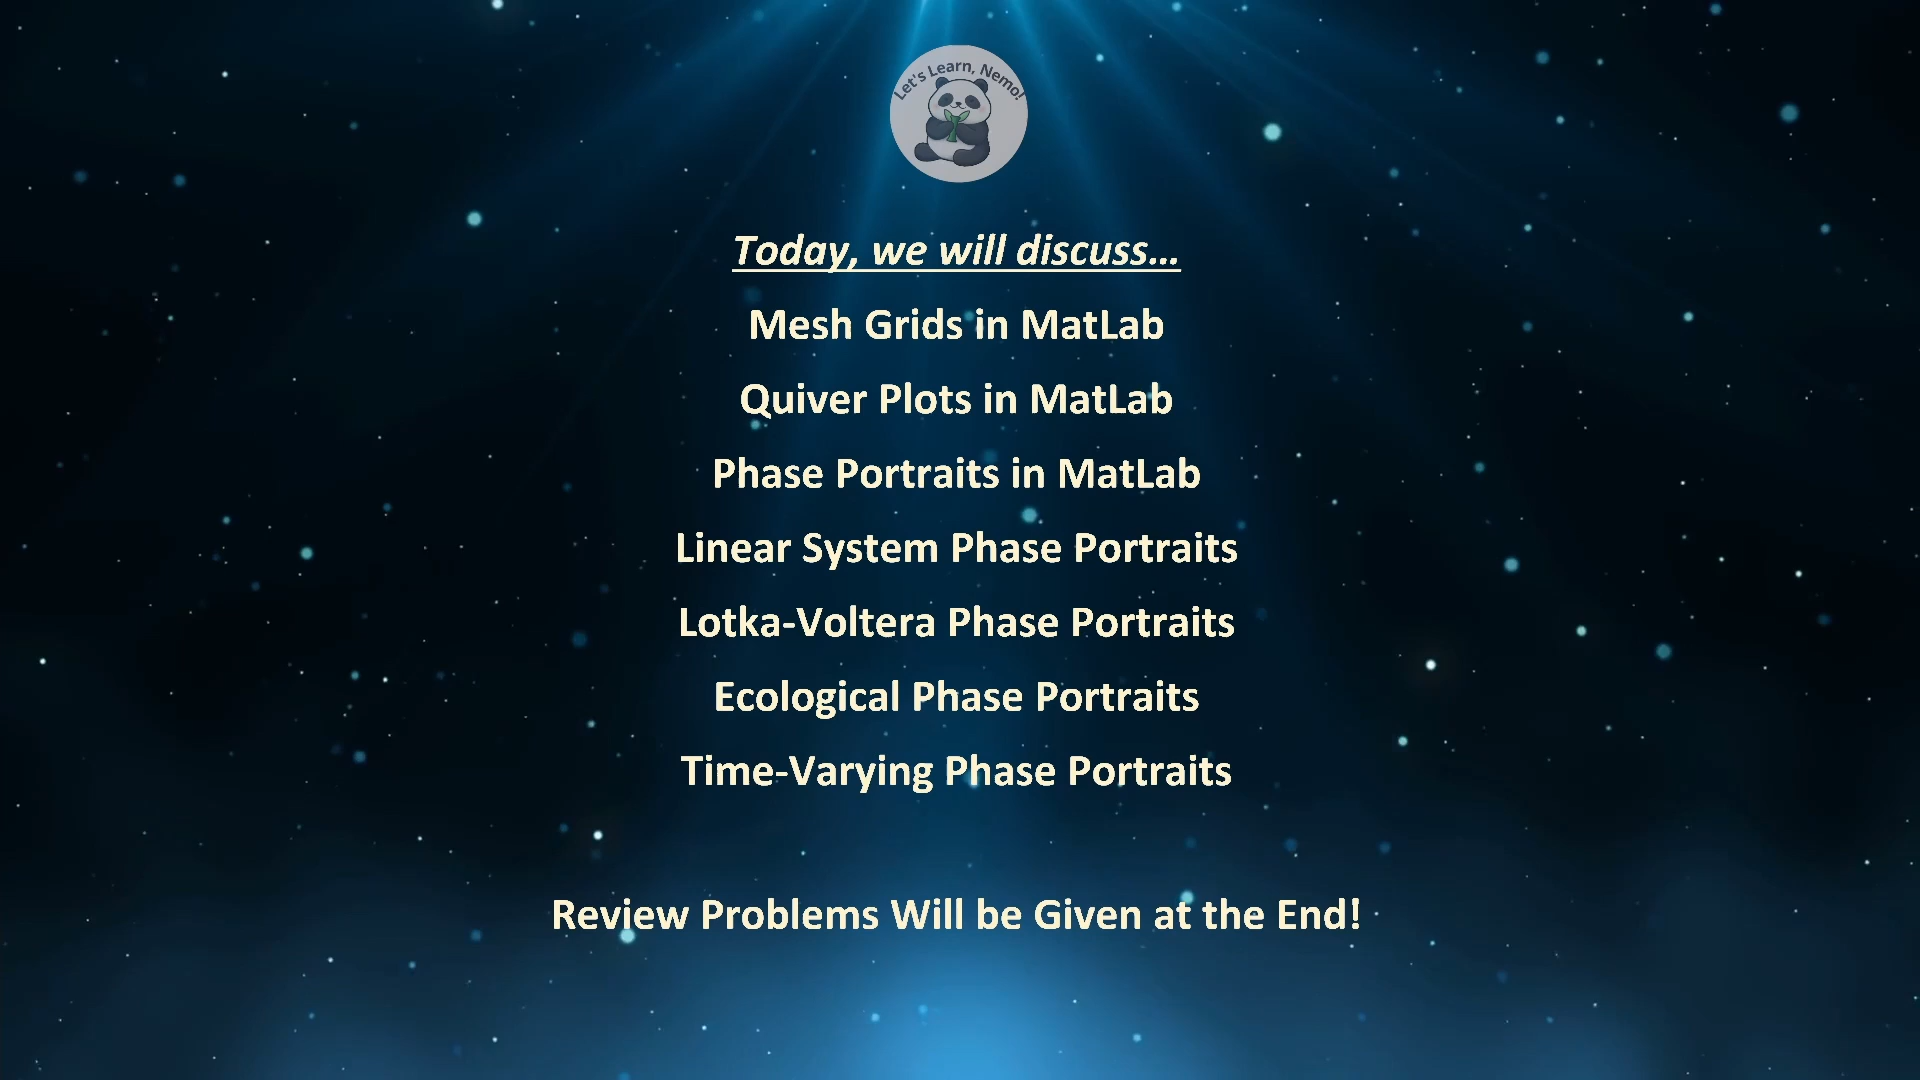 Let's Learn, Nemo!
Today, we will discuss...
Mesh Grids in MatLab
Quiver Plots in MatLab
Phase Portraits in MatLab
Linear System Phase Portraits
Lotka-Voltera Phase Portraits
Ecological Phase Portraits
Time-Varying Phase Portraits
Review Problems Will be Given at the End!